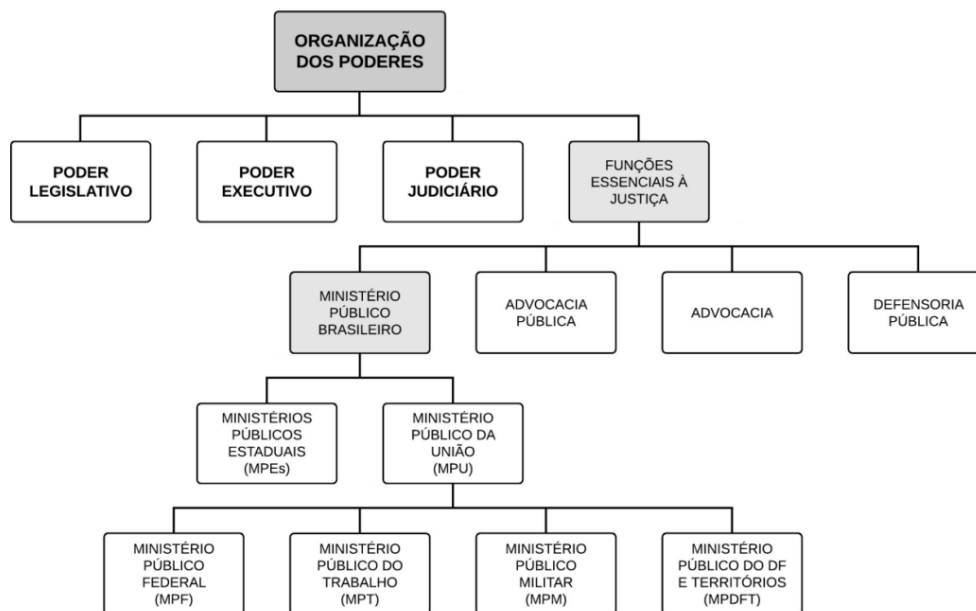 ORGANIZAÇÃO
DOS PODERES
PODER
LEGISLATIVO
PODER
EXECUTIVO
PODER
JUDICIÁRIO
FUNÇÕES
ESSENCIAIS À
JUSTIÇA
MINISTÉRIO
PÚBLICO
BRASILEIRO
ADVOCACIA
PÚBLICA
ADVOCACIA
DEFENSORIA
PÚBLICA
MINISTÉRIOS
PÚBLICOS
ESTADUAIS
(MPEs)
MINISTÉRIO
PÚBLICO DA
UNIÃO
(MPU)
MINISTÉRIO
PÚBLICO
FEDERAL
(MPF)
MINISTÉRIO
PÚBLICO DO
TRABALHO
(MPT)
MINISTÉRIO
PÚBLICO
MILITAR
(MPM)
MINISTÉRIO
PÚBLICO DO DF
E TERRITÓRIOS
(MPDFT)